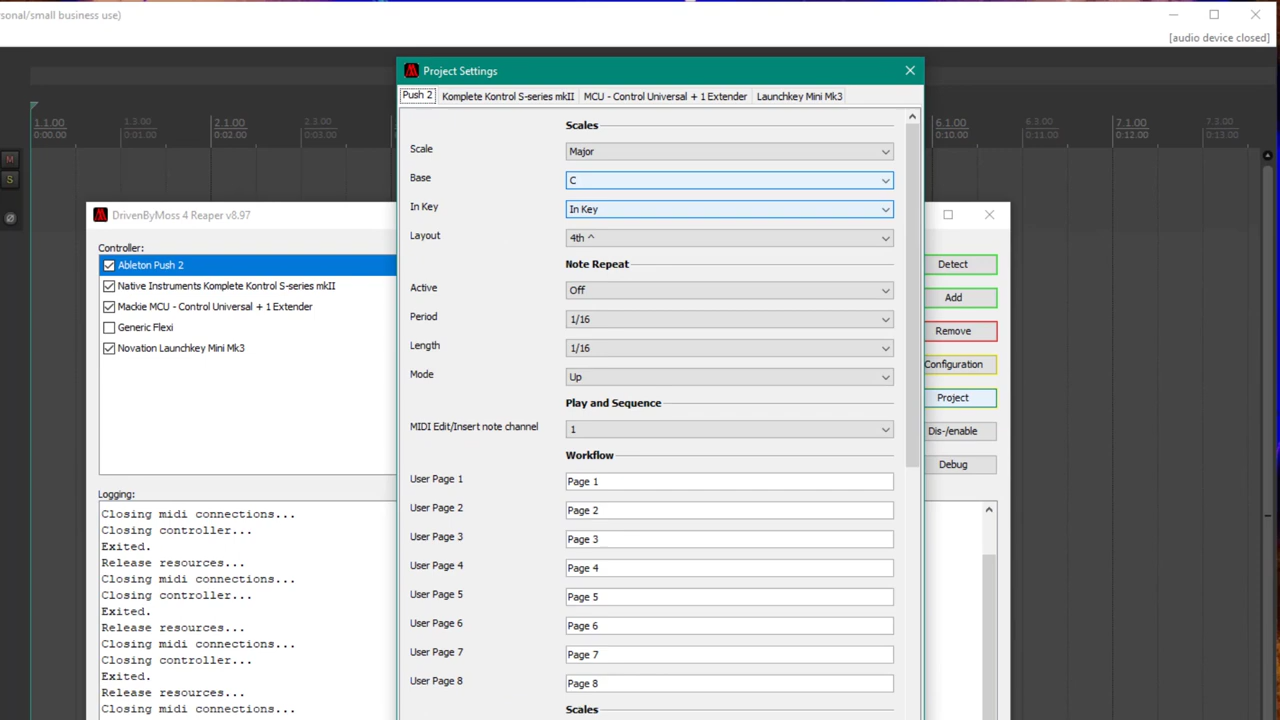 rsonal/small business use)
[audio device closed]
Project Settings
Push 2 Komplete Kontrol S-series mkII MCU - Control Universal + 1 Extender Launchkey Mini Mk3
1.1.00 1.3.00 2.1.00 2.3.00 6.1.00 6.3.00 7.1.00 7.3.00
0:00.00 0:01.00 0:02.00 0:03.00 0:10.00 0:11.00 0:12.00 0:13.00
M
S
Scales
Scale Major
Base C
In Key In Key
Layout 4th ^
Note Repeat
Active Off
Period 1/16
Length 1/16
Mode Up
Play and Sequence
MIDI Edit/Insert note channel 1
Workflow
User Page 1 Page 1
User Page 2 Page 2
User Page 3 Page 3
User Page 4 Page 4
User Page 5 Page 5
User Page 6 Page 6
User Page 7 Page 7
User Page 8 Page 8
Scales
DrivenByMoss 4 Reaper v8.97
Controller:
Ableton Push 2
Native Instruments Komplete Kontrol S-series mkII
Mackie MCU - Control Universal + 1 Extender
Generic Flexi
Novation Launchkey Mini Mk3
Detect
Add
Remove
Configuration
Project
Dis-/enable
Debug
Logging:
Closing midi connections...
Closing controller...
Exited.
Release resources...
Closing midi connections...
Closing controller...
Exited.
Release resources...
Closing midi connections...
Closing controller...
Exited.
Release resources...
Closing midi connections...